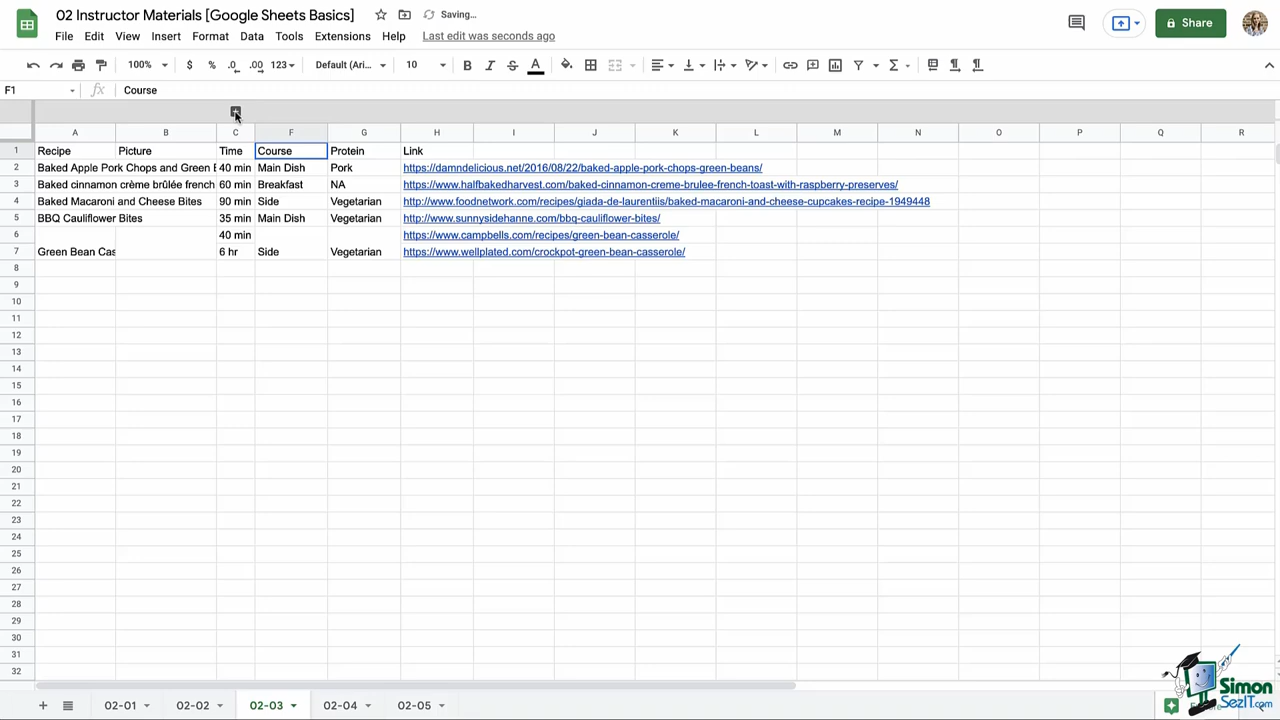 02 Instructor Materials [Google Sheets Basics]
Saving...
Share
File Edit View Insert Format Data Tools Extensions Help Last edit was seconds ago
100% $ % .0 .00 123 Default (Ari... 10 B I S A Σ
F1 fx Course
A B C F G H I J K L M N O P Q R
1 Recipe Picture Time Course Protein Link
2 Baked Apple Pork Chops and Green B 40 min Main Dish Pork https://damndelicious.net/2016/08/22/baked-apple-pork-chops-green-beans/
3 Baked cinnamon crème brûlée french 60 min Breakfast NA https://www.halfbakedharvest.com/baked-cinnamon-creme-brulee-french-toast-with-raspberry-preserves/
4 Baked Macaroni and Cheese Bites 90 min Side Vegetarian http://www.foodnetwork.com/recipes/giada-de-laurentiis/baked-macaroni-and-cheese-cupcakes-recipe-1949448
5 BBQ Cauliflower Bites 35 min Main Dish Vegetarian http://www.sunnysidehanne.com/bbq-cauliflower-bites/
6 40 min https://www.campbells.com/recipes/green-bean-casserole/
7 Green Bean Cas 6 hr Side Vegetarian https://www.wellplated.com/crockpot-green-bean-casserole/
8
9
10
11
12
13
14
15
16
17
18
19
20
21
22
23
24
25
26
27
28
29
30
31
32
02-01 02-02 02-03 02-04 02-05
Simon
SezIT.com